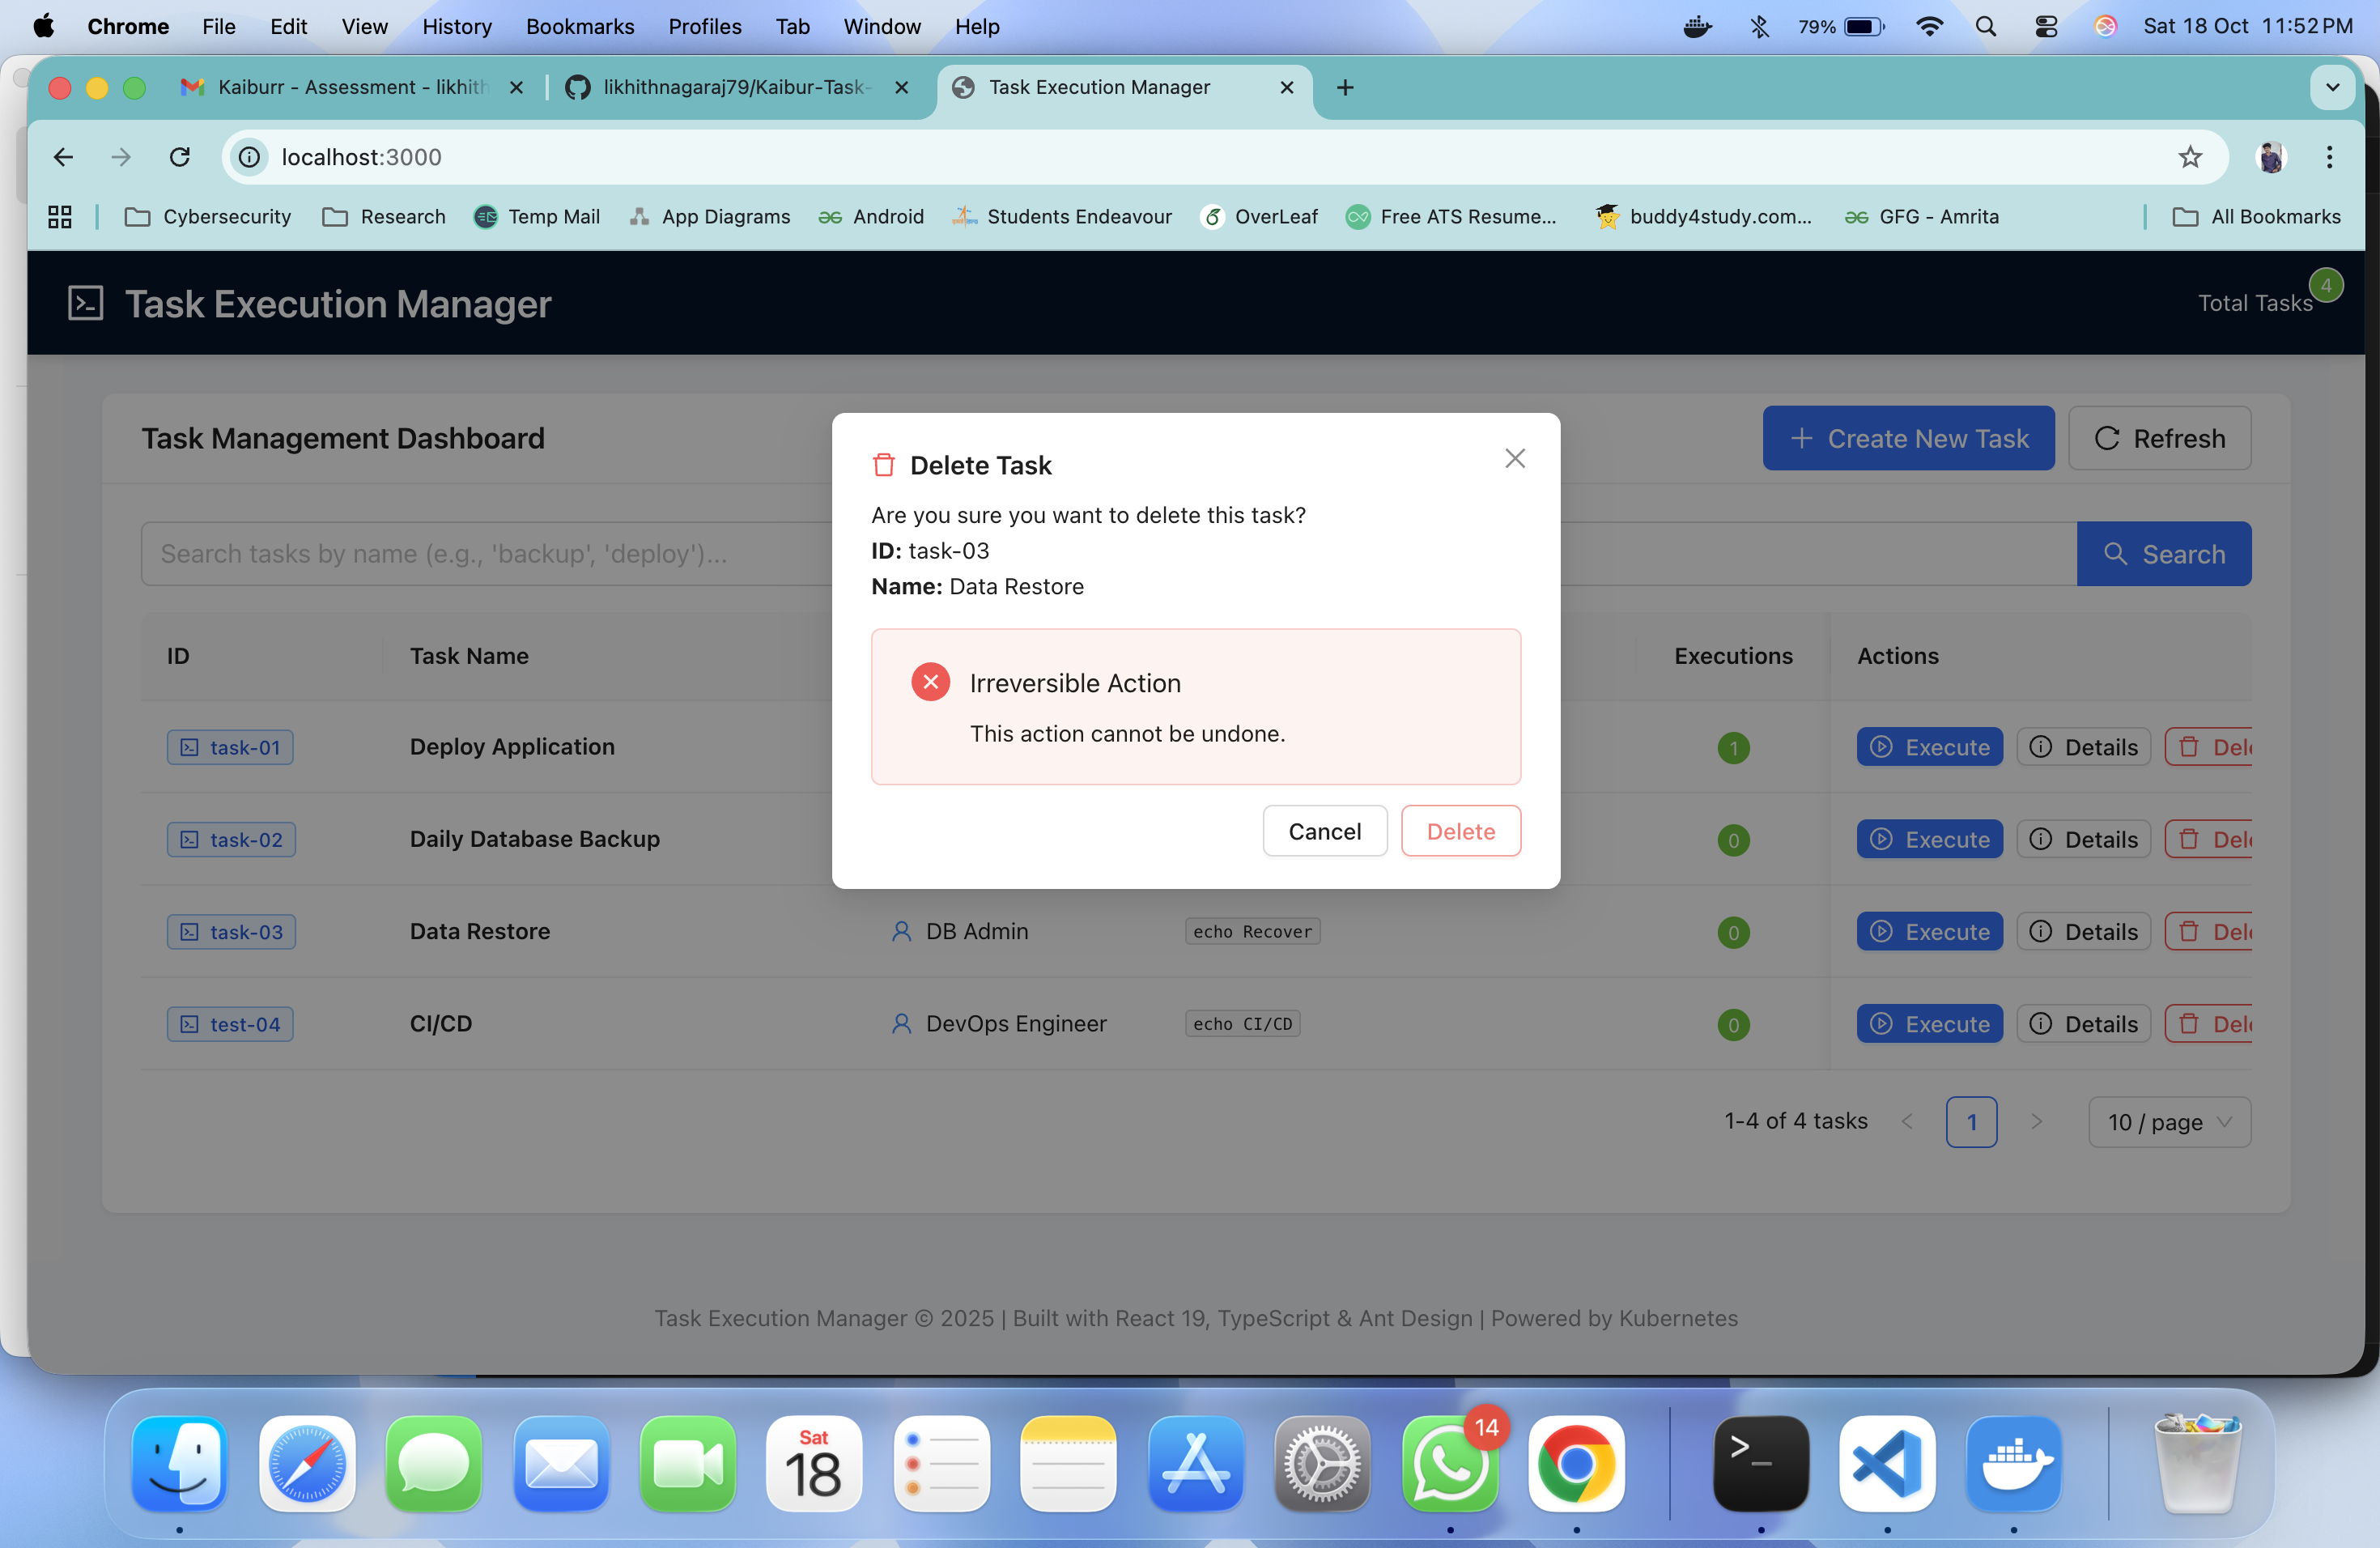 Chrome File Edit View History Bookmarks Profiles Tab Window Help 79% Sat 18 Oct 11:52 PM
Kaiburr - Assessment - likhith likhithnagaraj79/Kaibur-Task- Task Execution Manager
localhost:3000
Cybersecurity Research Temp Mail App Diagrams Android Students Endeavour OverLeaf Free ATS Resume... buddy4study.com... GFG - Amrita All Bookmarks
Task Execution Manager Total Tasks 4
Task Management Dashboard Create New Task Refresh
Search tasks by name (e.g., 'backup', 'deploy')... Search
Delete Task
Are you sure you want to delete this task?
ID: task-03
Name: Data Restore
Irreversible Action
This action cannot be undone.
Cancel Delete
ID Task Name Executions Actions
task-01 Deploy Application 1 Execute Details
task-02 Daily Database Backup 0 Execute Details
task-03 Data Restore DB Admin echo Recover 0 Execute Details
test-04 CI/CD DevOps Engineer echo CI/CD 0 Execute Details
1-4 of 4 tasks < 1 > 10 / page
Task Execution Manager © 2025 | Built with React 19, TypeScript & Ant Design | Powered by Kubernetes
Sat
18
14